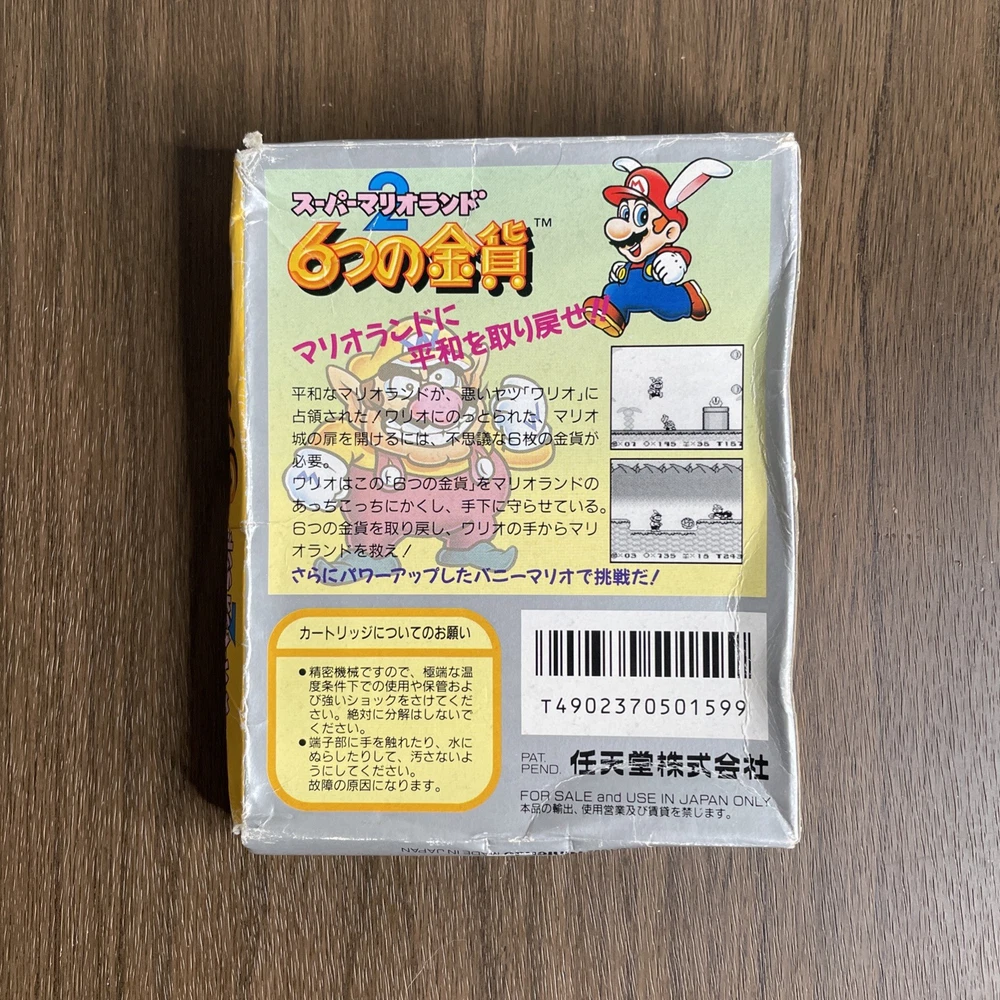 スーパーマリオランド2
6つの金貨™
マリオランドに
平和を取り戻せ!!
平和なマリオランドが、悪いヤツ「ワリオ」に
占領された!ワリオにのっとられた、マリオ
城の扉を開けるには、不思議な6枚の金貨が
必要。
ワリオはこの「6つの金貨」をマリオランドの
あっちこっちにかくし、手下に守らせている。
6つの金貨を取り戻し、ワリオの手からマリ
オランドを救え!
さらにパワーアップしたバニーマリオで挑戦だ!
カートリッジについてのお願い
●精密機械ですので、極端な温
度条件下での使用や保管およ
び強いショックをさけてくだ
さい。絶対に分解はしないで
ください。
●端子部に手を触れたり、水に
ぬらしたりして、汚さないよ
うにしてください。
故障の原因になります。
T4902370501599
PAT.
PEND.
任天堂株式会社
FOR SALE and USE IN JAPAN ONLY
本品の輸出、使用営業及び賃貸を禁じます。
MADE IN JAPAN